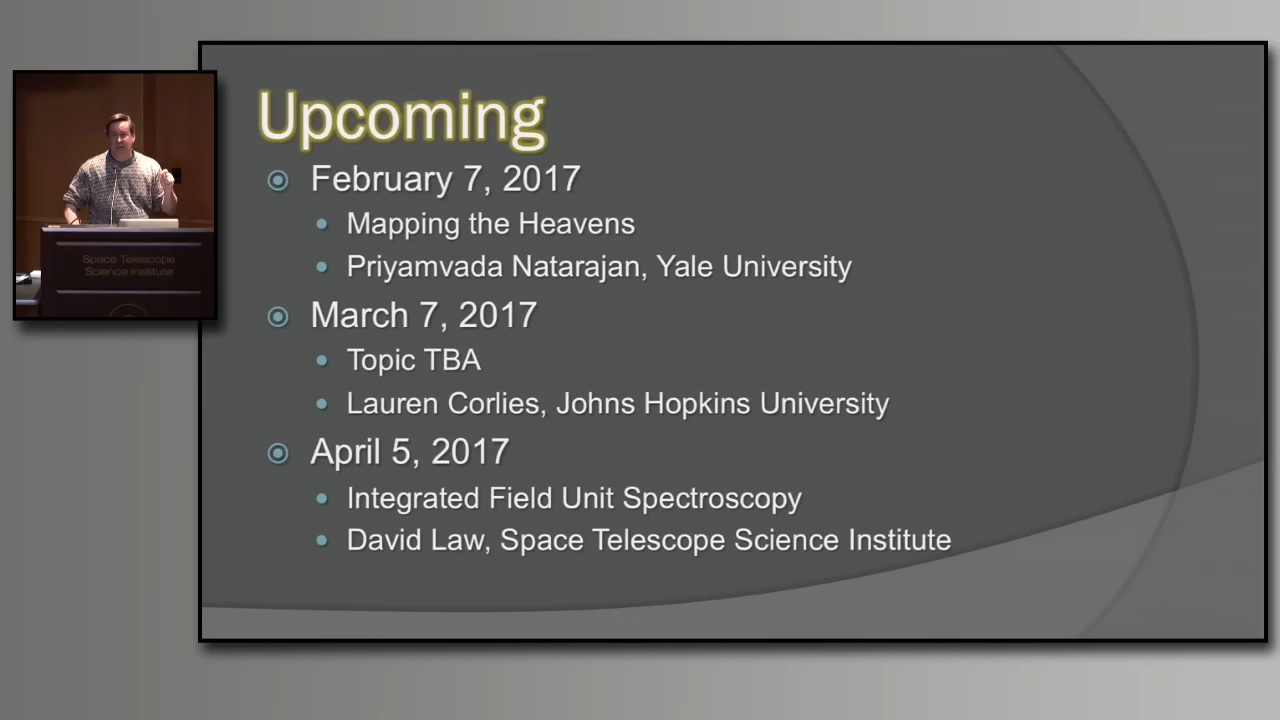 Upcoming
February 7, 2017
Mapping the Heavens
Priyamvada Natarajan, Yale University
March 7, 2017
Topic TBA
Lauren Corlies, Johns Hopkins University
April 5, 2017
Integrated Field Unit Spectroscopy
David Law, Space Telescope Science Institute
Space Telescope
Science Institute